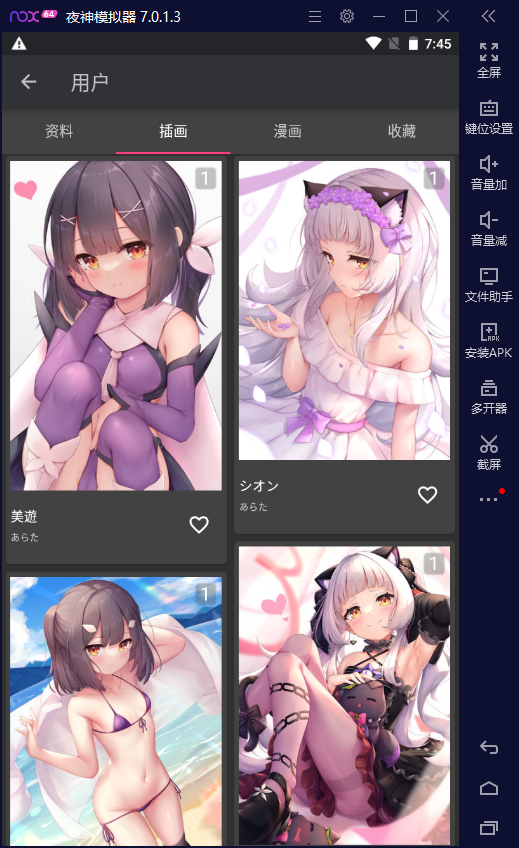 nox 64 夜神模拟器 7.0.1.3
7:45
用户
资料 插画 漫画 收藏
1
1
美遊
あらた
シオン
あらた
1
1
全屏
键位设置
音量加
音量减
文件助手
APK
安装APK
多开器
截屏